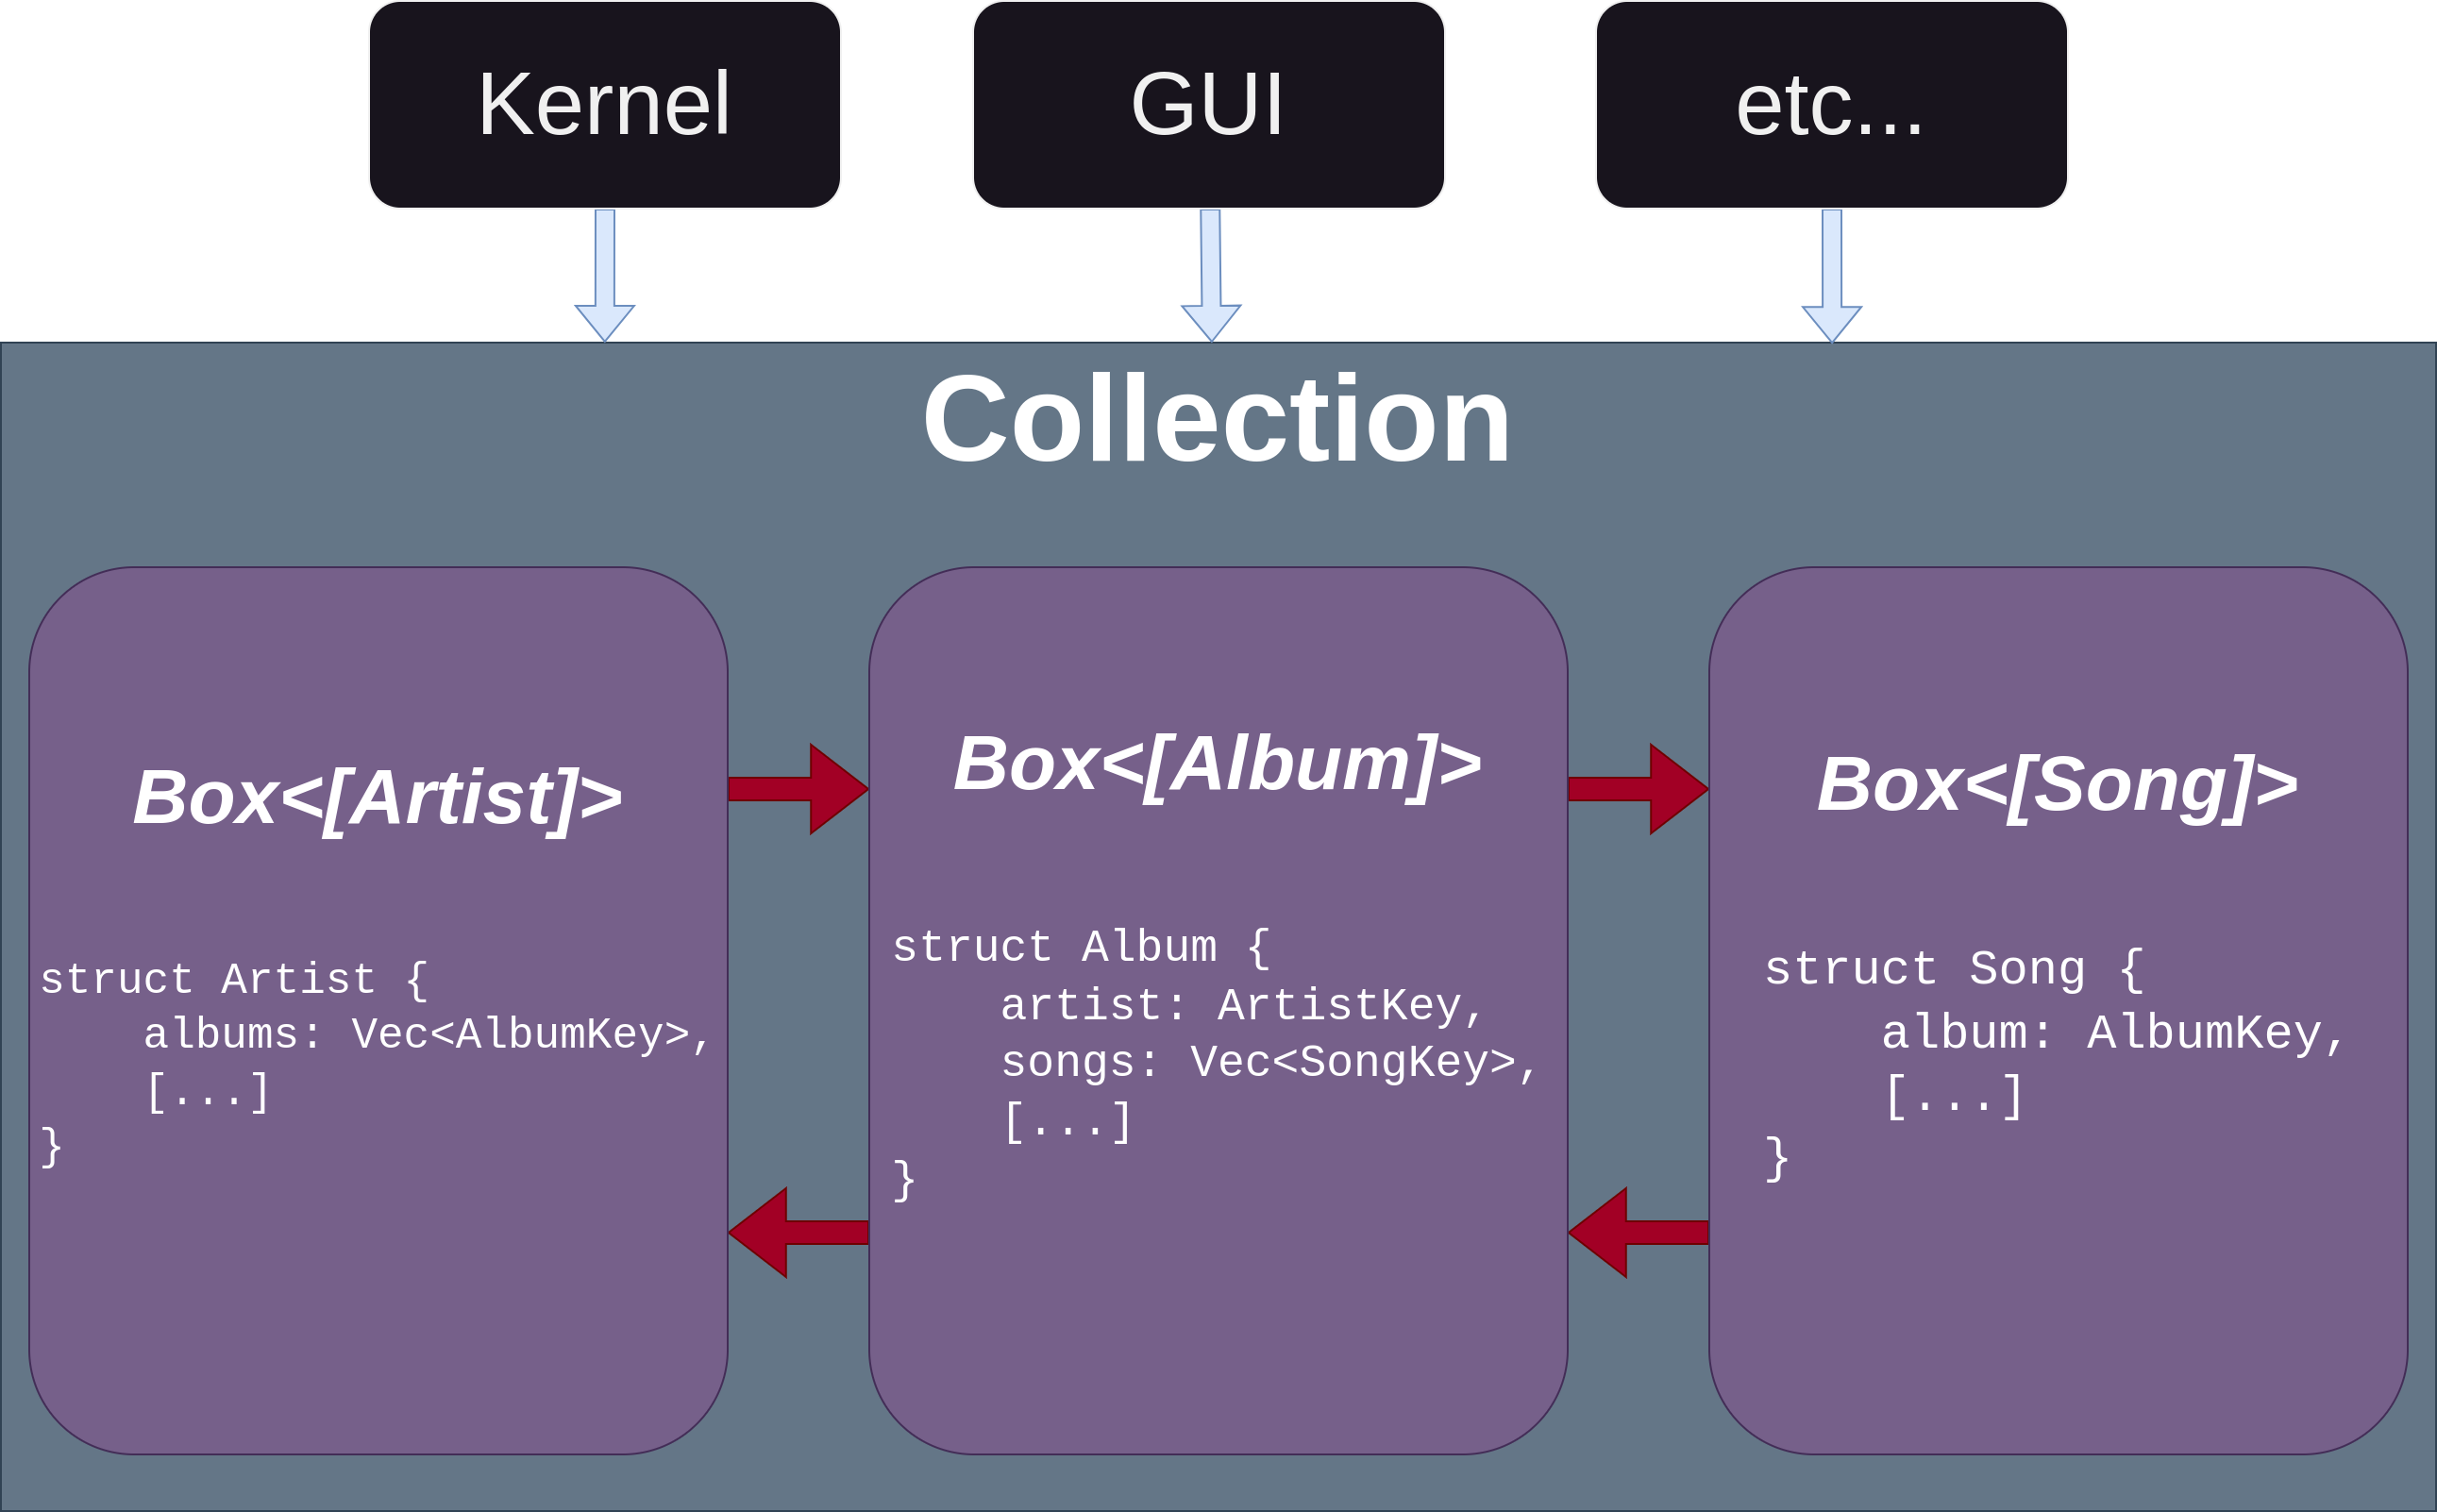 Kernel
GUI
etc...
Collection
Box<[Artist]>
struct Artist {
    albums: Vec<AlbumKey>,
    [...]
}
Box<[Album]>
struct Album {
    artist: ArtistKey,
    songs: Vec<SongKey>,
    [...]
}
Box<[Song]>
struct Song {
    album: AlbumKey,
    [...]
}